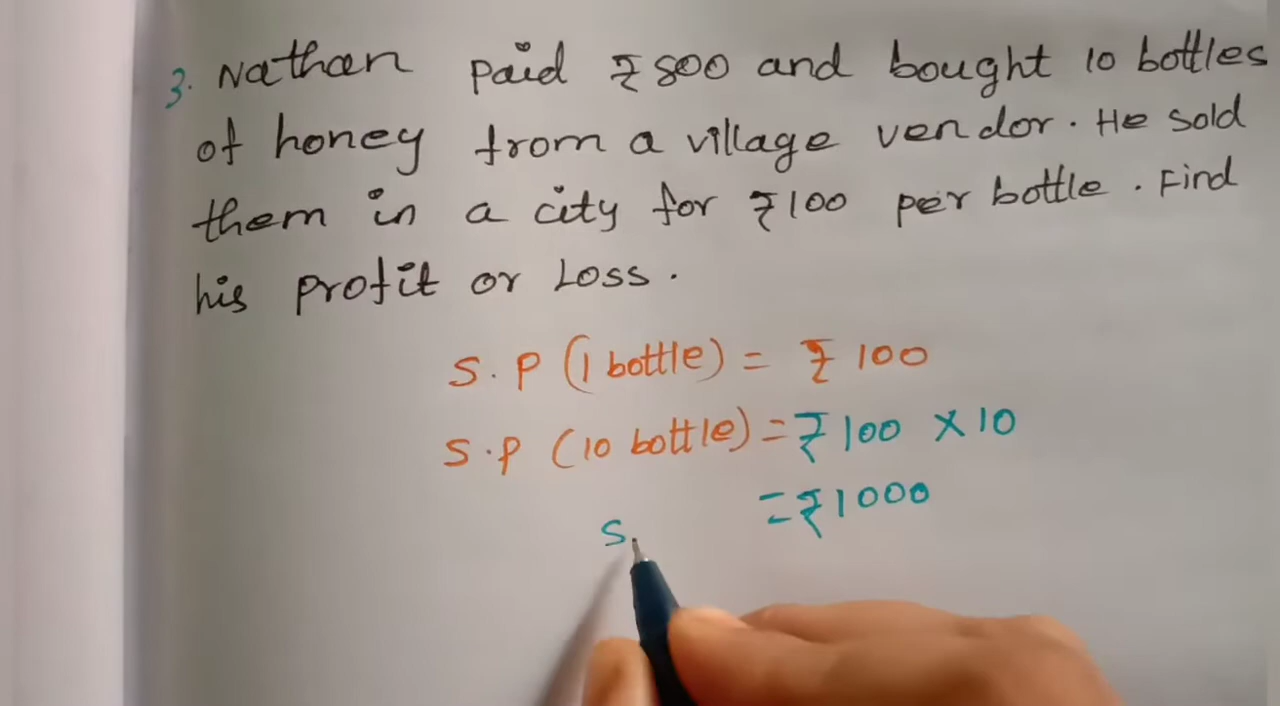 3. Nathan paid ₹800 and bought 10 bottles
of honey from a village vendor. He sold
them in a city for ₹100 per bottle. Find
his profit or Loss.
S.P (1 bottle) = ₹100
S.P (10 bottle) = ₹100 × 10
= ₹1000
S.